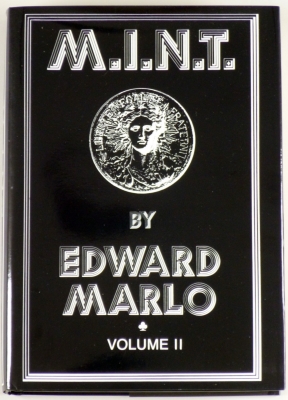 M.I.N.T.
BY
EDWARD
MARLO
VOLUME II